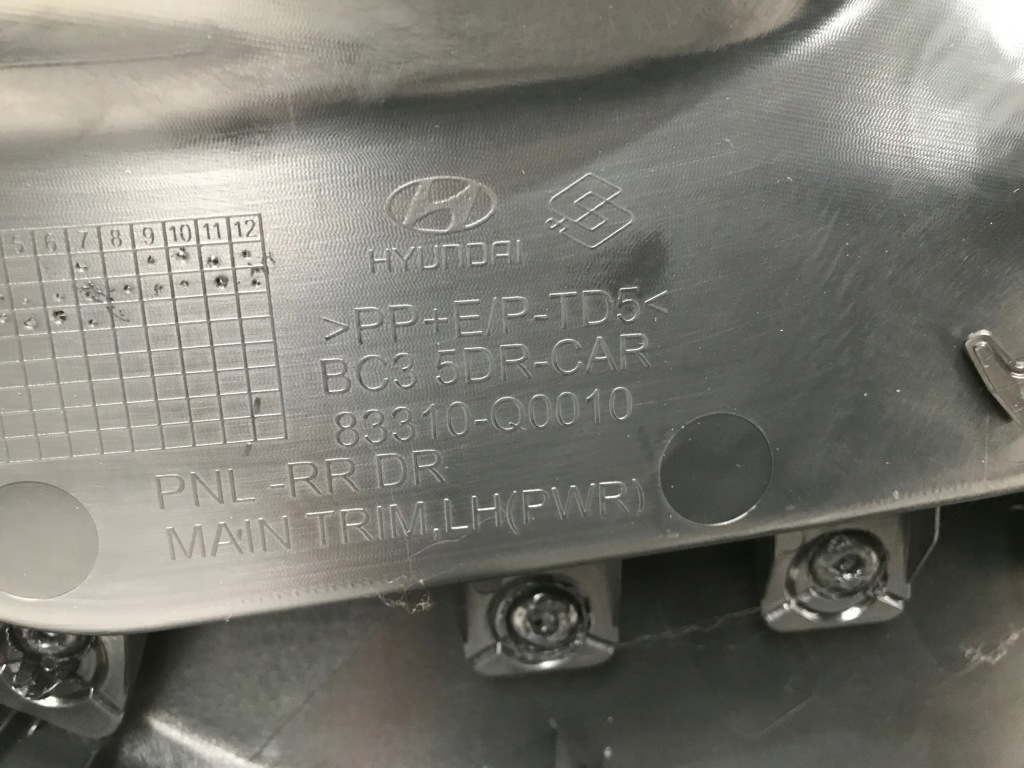 5 6 7 8 9 10 11 12
HYUNDAI
>PP+E/P-TD5<
BC3 5DR-CAR
83310-Q0010
PNL -RR DR
MAIN TRIM,LH(PWR)